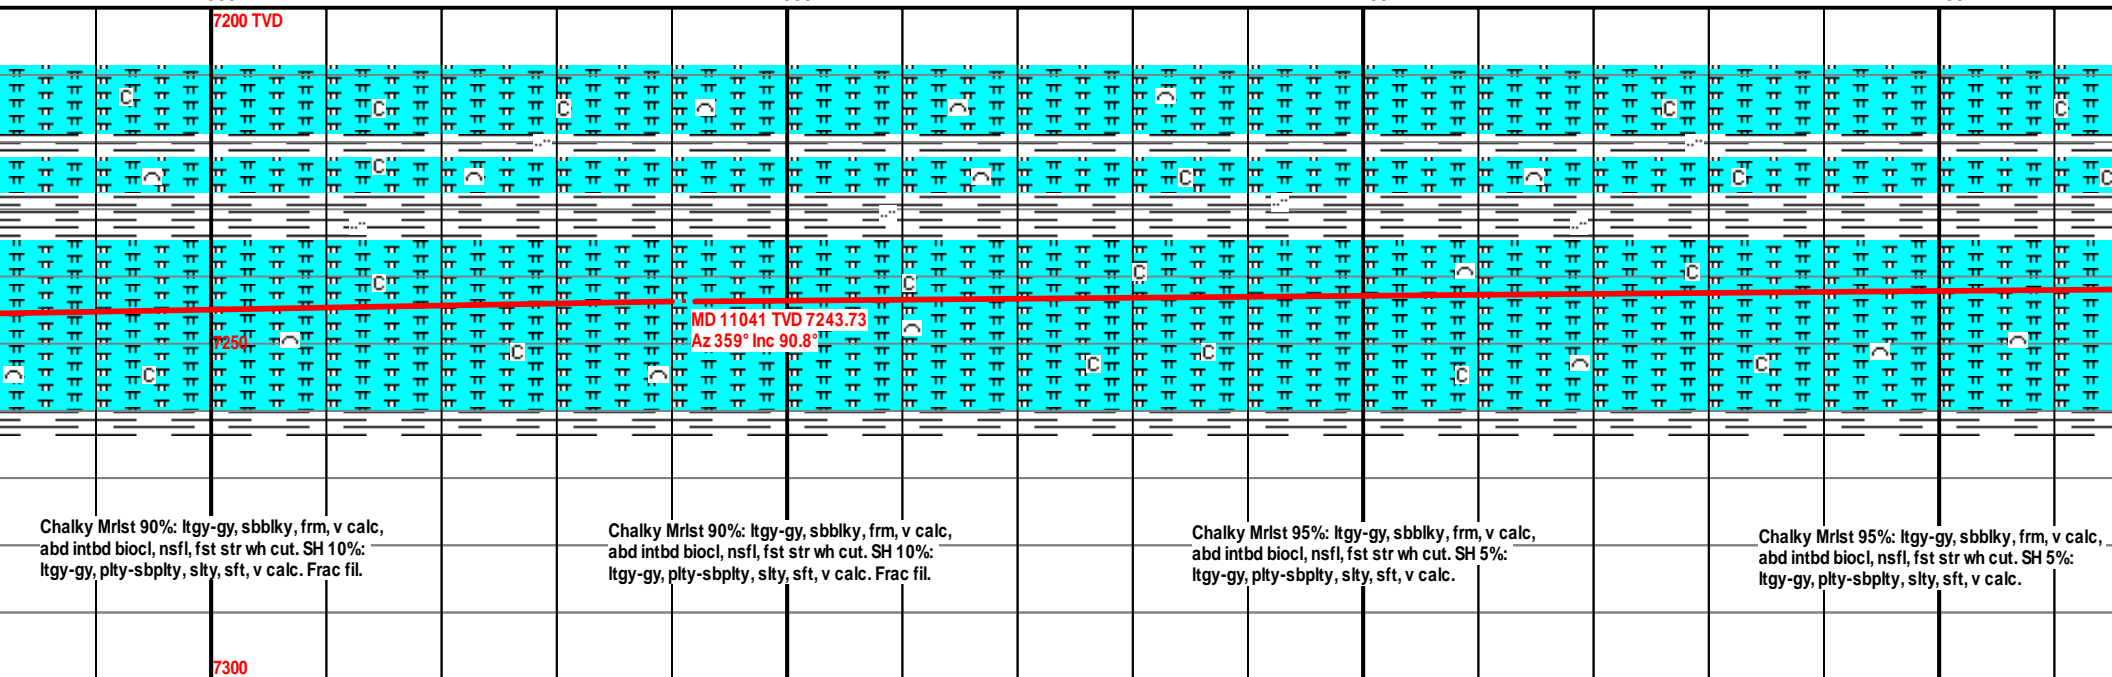 7200 TVD
MD 11041 TVD 7243.73
Az 359° Inc 90.8°
7250
Chalky Mrlst 90%: ltgy-gy, sbblky, frm, v calc,
abd intbd biocl, nsfl, fst str wh cut. SH 10%:
ltgy-gy, plty-sbplty, slty, sft, v calc. Frac fil.
Chalky Mrlst 90%: ltgy-gy, sbblky, frm, v calc,
abd intbd biocl, nsfl, fst str wh cut. SH 10%:
ltgy-gy, plty-sbplty, slty, sft, v calc. Frac fil.
Chalky Mrlst 95%: ltgy-gy, sbblky, frm, v calc,
abd intbd biocl, nsfl, fst str wh cut. SH 5%:
ltgy-gy, plty-sbplty, slty, sft, v calc.
Chalky Mrlst 95%: ltgy-gy, sbblky, frm, v calc,
abd intbd biocl, nsfl, fst str wh cut. SH 5%:
ltgy-gy, plty-sbplty, slty, sft, v calc.
7300